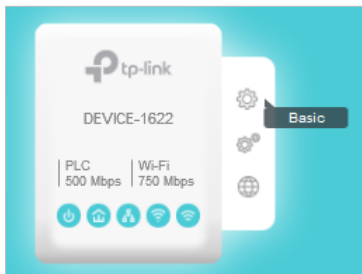 tp-link
DEVICE-1622
Basic
PLC Wi-Fi
500 Mbps 750 Mbps